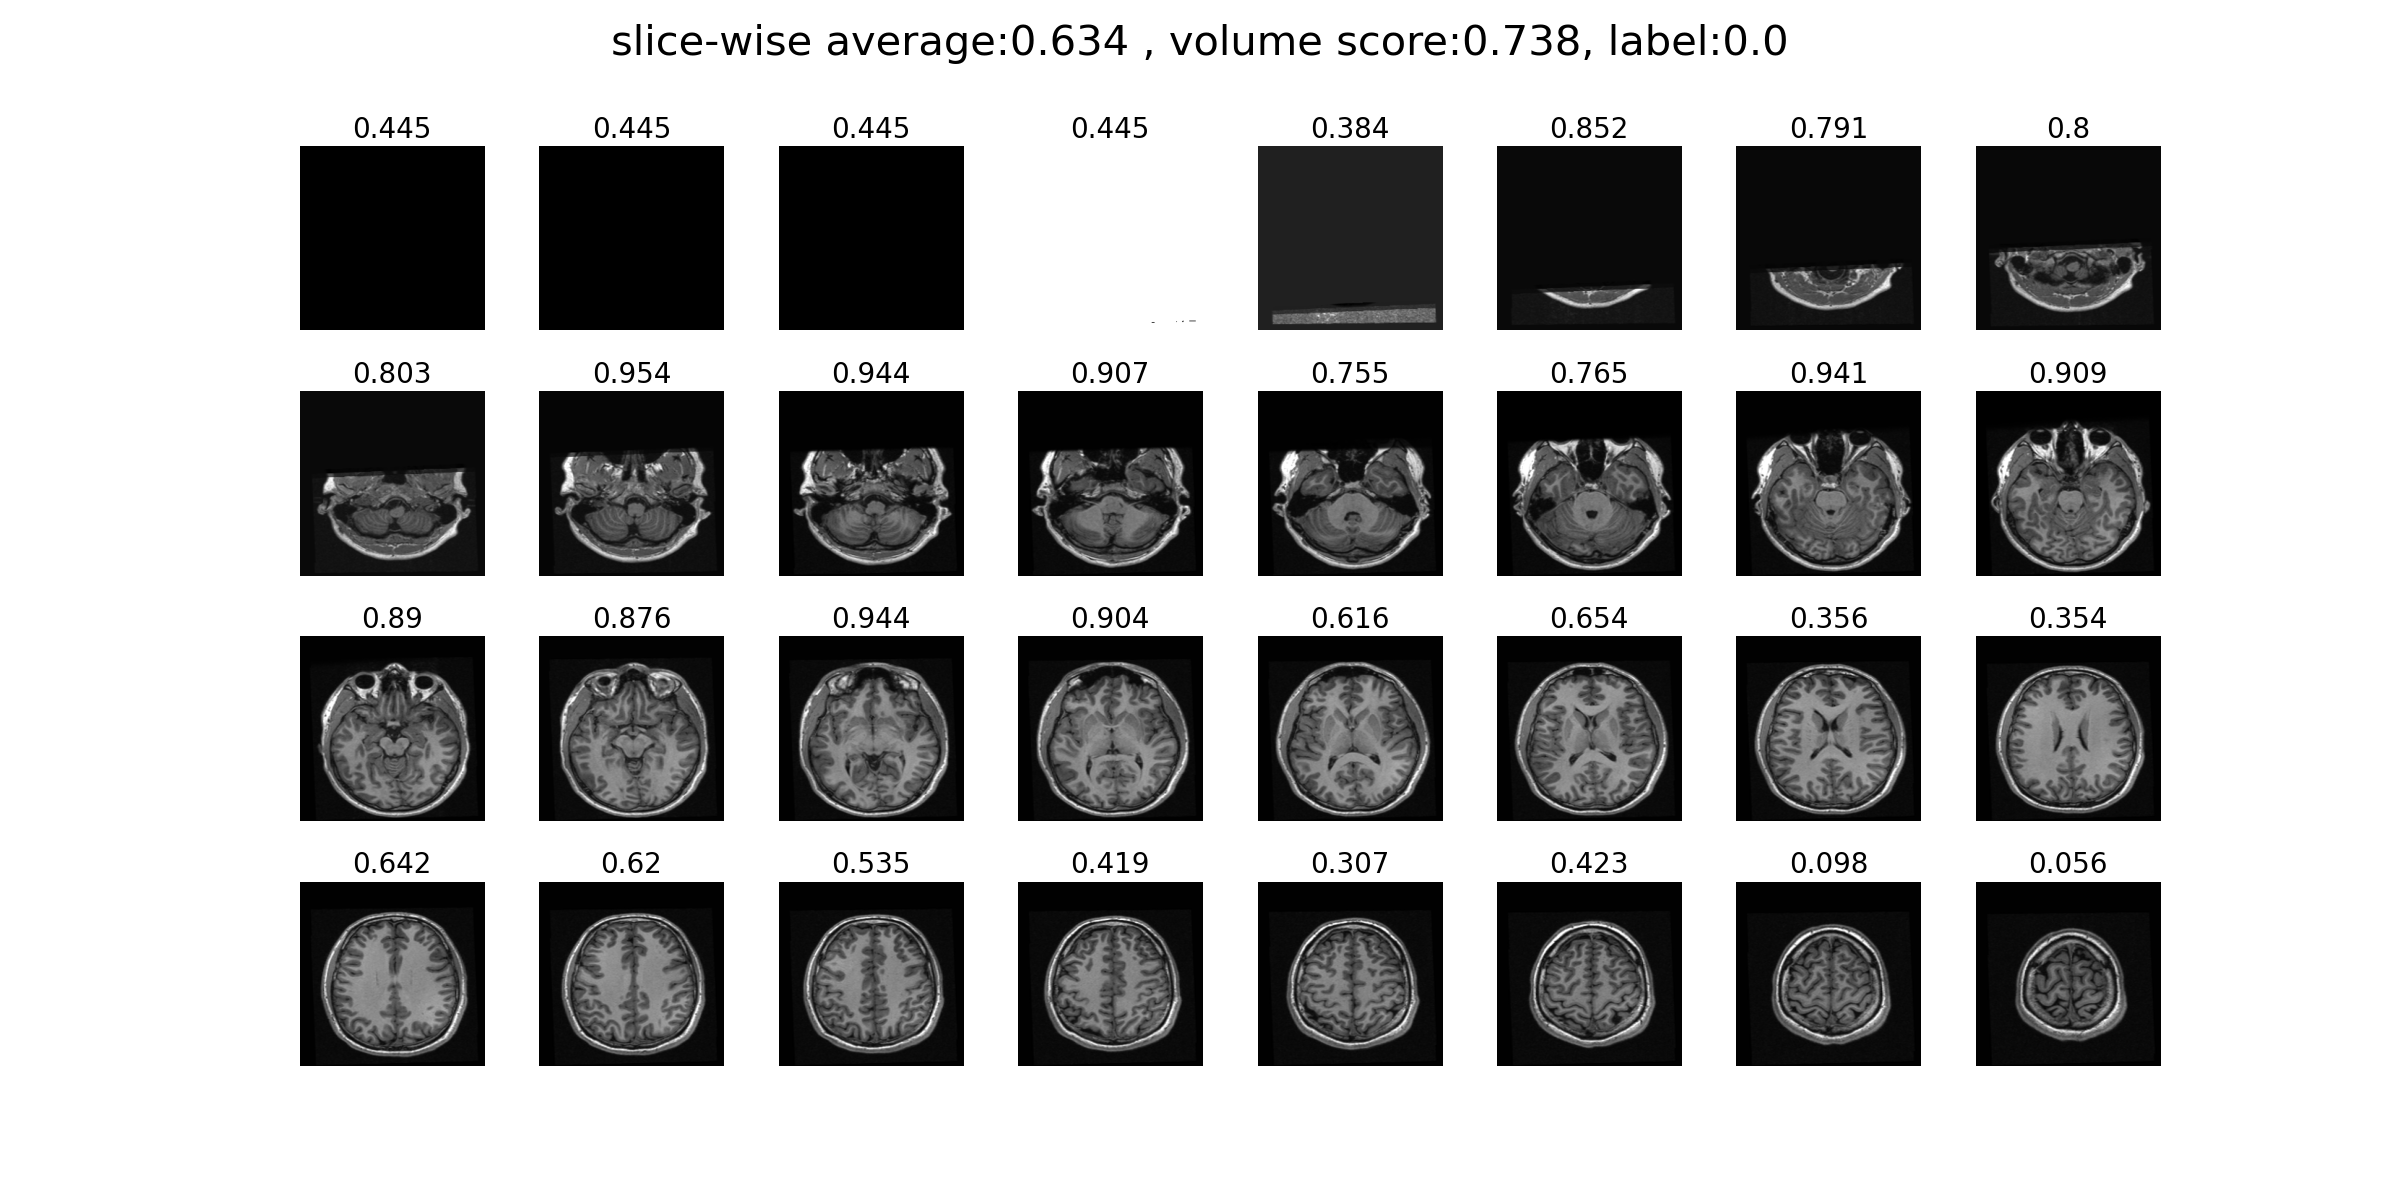 slice-wise average:0.634 , volume score:0.738, label:0.0
0.445 0.445 0.445 0.445 0.384 0.852 0.791 0.8
0.803 0.954 0.944 0.907 0.755 0.765 0.941 0.909
0.89 0.876 0.944 0.904 0.616 0.654 0.356 0.354
0.642 0.62 0.535 0.419 0.307 0.423 0.098 0.056